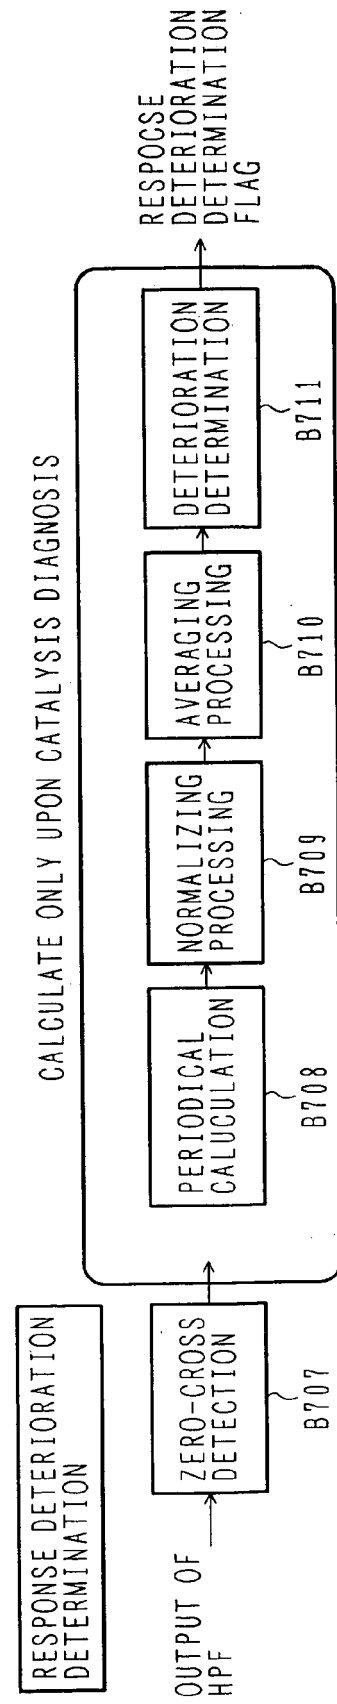 RESPONSE DETERIORATION
DETERMINATION
CALCULATE ONLY UPON CATALYSIS DIAGNOSIS
OUTPUT OF
HPF
ZERO-CROSS
DETECTION
B707
PERIODICAL
CALUCULATION
B708
NORMALIZING
PROCESSING
B709
AVERAGING
PROCESSING
B710
DETERIORATION
DETERMINATION
B711
RESPOCSE
DETERIORATION
DETERMINATION
FLAG